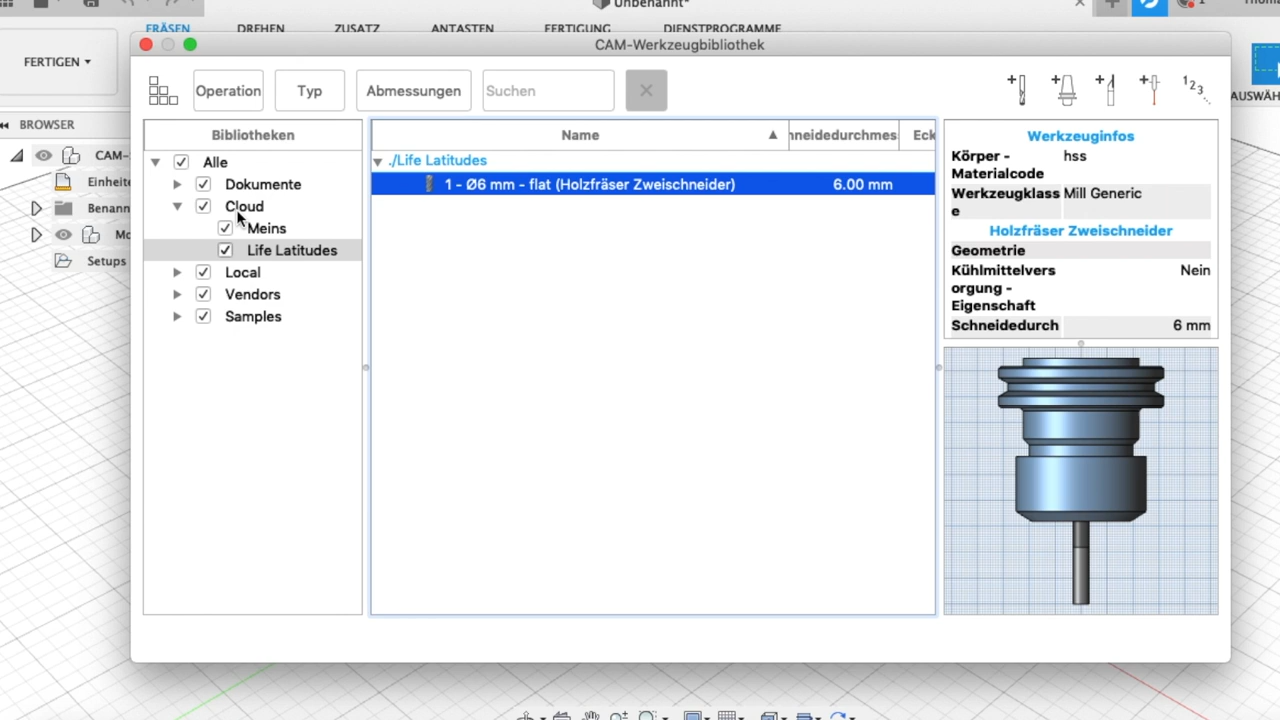 Unbenannt*
FRÄSEN DREHEN ZUSATZ ANTASTEN FERTIGUNG DIENSTPROGRAMME
CAM-Werkzeugbibliothek
FERTIGEN
Operation Typ Abmessungen Suchen
AUSWÄH
BROWSER
Bibliotheken
Name
hneidedurchmes
Eck
CAM-
Einheite
Benann
Mo
Setups
Alle
Dokumente
Cloud
Meins
Life Latitudes
Local
Vendors
Samples
./Life Latitudes
1 - Ø6 mm - flat (Holzfräser Zweischneider) 6.00 mm
Werkzeuginfos
Körper - hss
Materialcode
Werkzeugklass Mill Generic
e
Holzfräser Zweischneider
Geometrie
Kühlmittelvers Nein
orgung -
Eigenschaft
Schneidedurch 6 mm